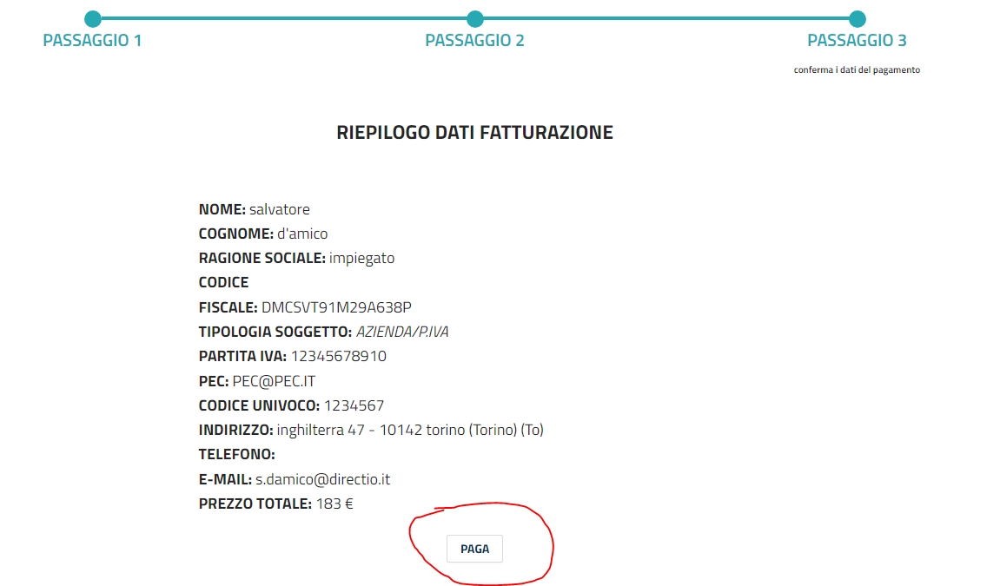 PASSAGGIO 1
PASSAGGIO 2
PASSAGGIO 3
conferma i dati del pagamento
RIEPILOGO DATI FATTURAZIONE
NOME: salvatore
COGNOME: d'amico
RAGIONE SOCIALE: impiegato
CODICE
FISCALE: DMCSVT91M29A638P
TIPOLOGIA SOGGETTO: AZIENDA/P.IVA
PARTITA IVA: 12345678910
PEC: PEC@PEC.IT
CODICE UNIVOCO: 1234567
INDIRIZZO: inghilterra 47 - 10142 torino (Torino) (To)
TELEFONO:
E-MAIL: s.damico@directio.it
PREZZO TOTALE: 183 €
PAGA